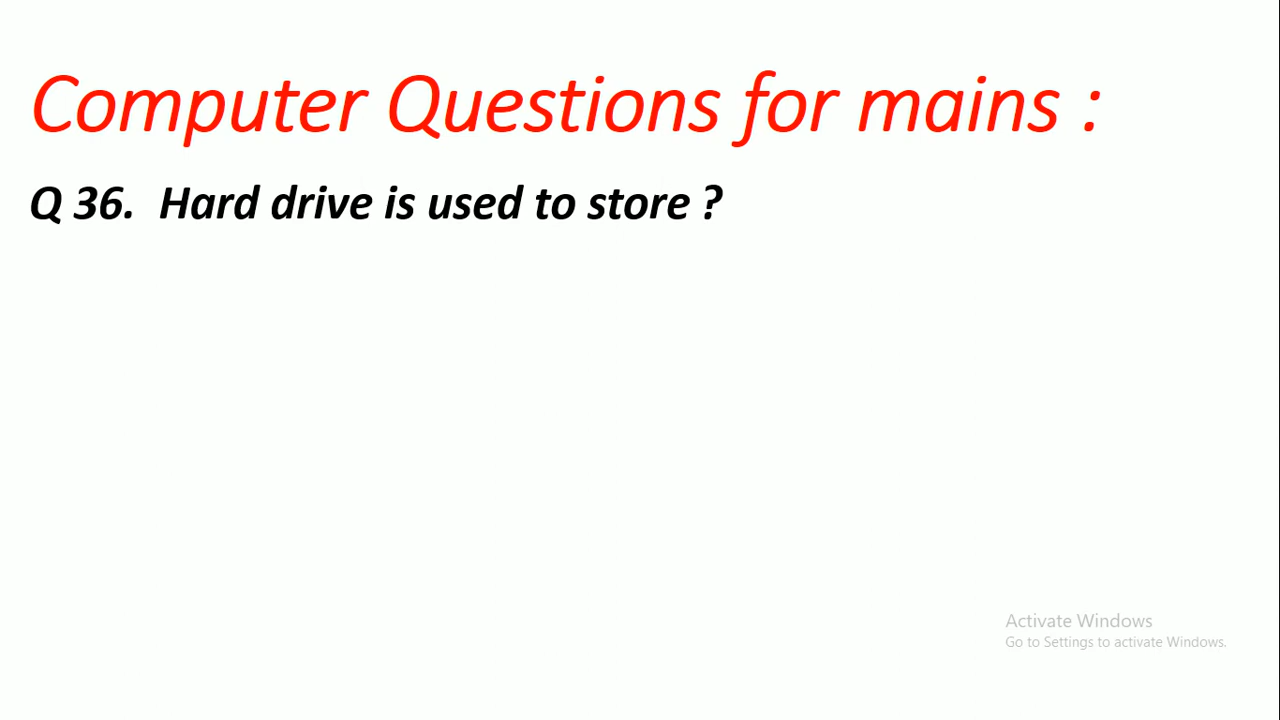 Computer Questions for mains :
Q 36. Hard drive is used to store ?
Activate Windows
Go to Settings to activate Windows.